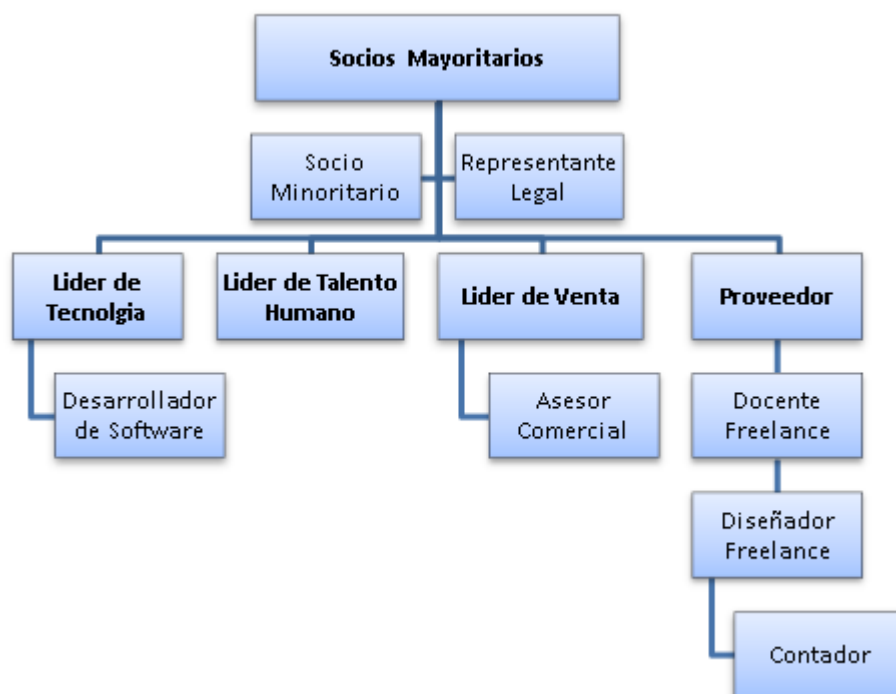 Socios Mayoritarios
Socio
Minoritario
Representante
Legal
Lider de
Tecnolgia
Lider de Talento
Humano
Lider de Venta
Proveedor
Desarrollador
de Software
Asesor
Comercial
Docente
Freelance
Diseñador
Freelance
Contador